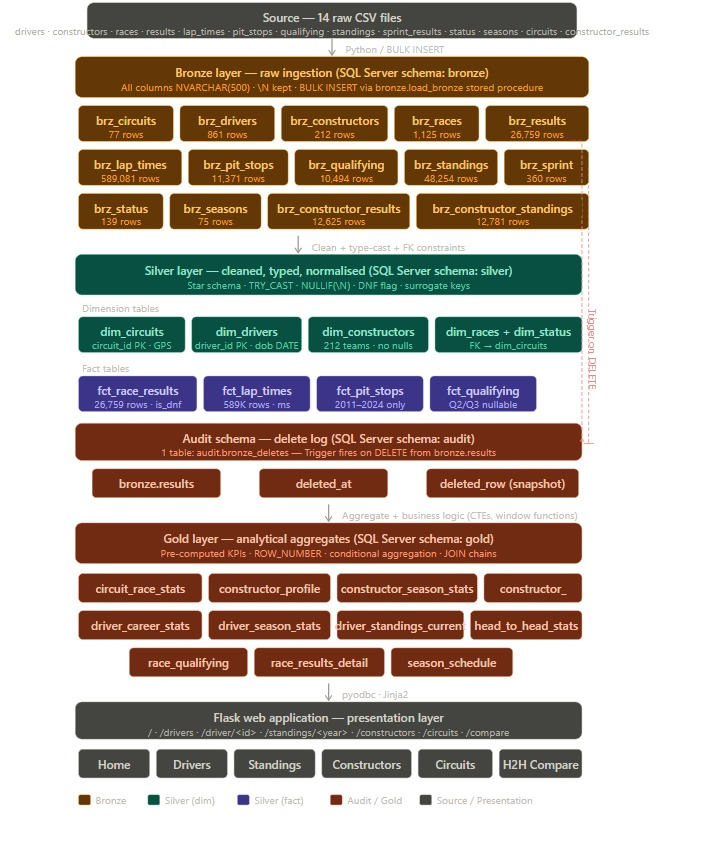 Source — 14 raw CSV files
drivers · constructors · races · results · lap_times · pit_stops · qualifying · standings · sprint_results · status · seasons · circuits · constructor_results
Python / BULK INSERT
Bronze layer — raw ingestion (SQL Server schema: bronze)
All columns NVARCHAR(500) · \N kept · BULK INSERT via bronze.load_bronze stored procedure
brz_circuits brz_drivers brz_constructors brz_races brz_results
77 rows 861 rows 212 rows 1,125 rows 26,759 rows
brz_lap_times brz_pit_stops brz_qualifying brz_standings brz_sprint
589,081 rows 11,371 rows 10,494 rows 48,254 rows 360 rows
brz_status brz_seasons brz_constructor_results brz_constructor_standings
139 rows 75 rows 12,625 rows 12,781 rows
Clean + type-cast + FK constraints
Silver layer — cleaned, typed, normalised (SQL Server schema: silver)
Star schema · TRY_CAST · NULLIF(\N) · DNF flag · surrogate keys
Dimension tables
dim_circuits dim_drivers dim_constructors dim_races + dim_status
circuit_id PK · GPS driver_id PK · dob DATE 212 teams · no nulls FK → dim_circuits
Trigger on DELETE
Fact tables
fct_race_results fct_lap_times fct_pit_stops fct_qualifying
26,759 rows · is_dnf 589K rows · ms 2011–2024 only Q2/Q3 nullable
Audit schema — delete log (SQL Server schema: audit)
1 table: audit.bronze_deletes — Trigger fires on DELETE from bronze.results
bronze.results deleted_at deleted_row (snapshot)
Aggregate + business logic (CTEs, window functions)
Gold layer — analytical aggregates (SQL Server schema: gold)
Pre-computed KPIs · ROW_NUMBER · conditional aggregation · JOIN chains
circuit_race_stats constructor_profile constructor_season_stats constructor_
driver_career_stats driver_season_stats driver_standings_current head_to_head_stats
race_qualifying race_results_detail season_schedule
pyodbc · Jinja2
Flask web application — presentation layer
/ · /drivers · /driver/<id> · /standings/<year> · /constructors · /circuits · /compare
Home Drivers Standings Constructors Circuits H2H Compare
Bronze Silver (dim) Silver (fact) Audit / Gold Source / Presentation